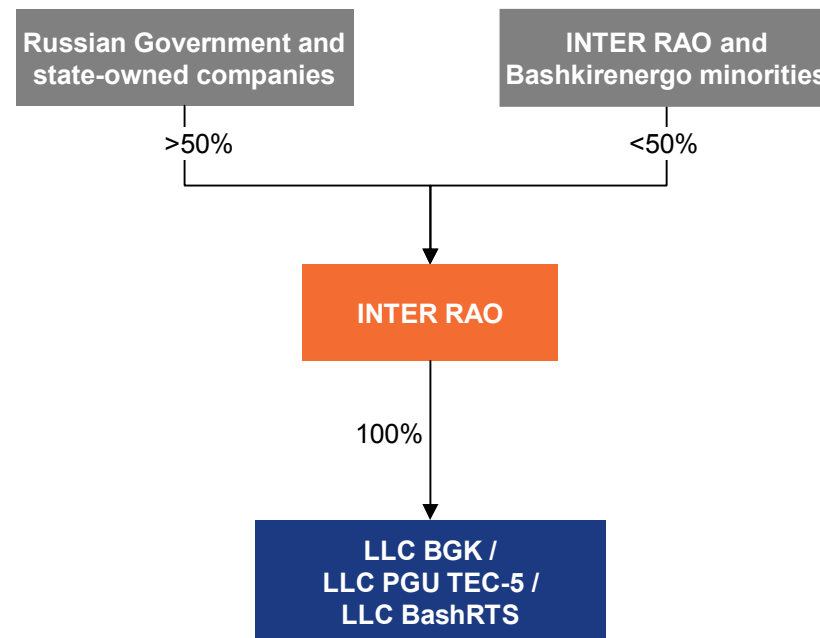 Russian Government and
state-owned companies
INTER RAO and
Bashkirenergo minorities
>50%
<50%
INTER RAO
100%
LLC BGK /
LLC PGU TEC-5 /
LLC BashRTS